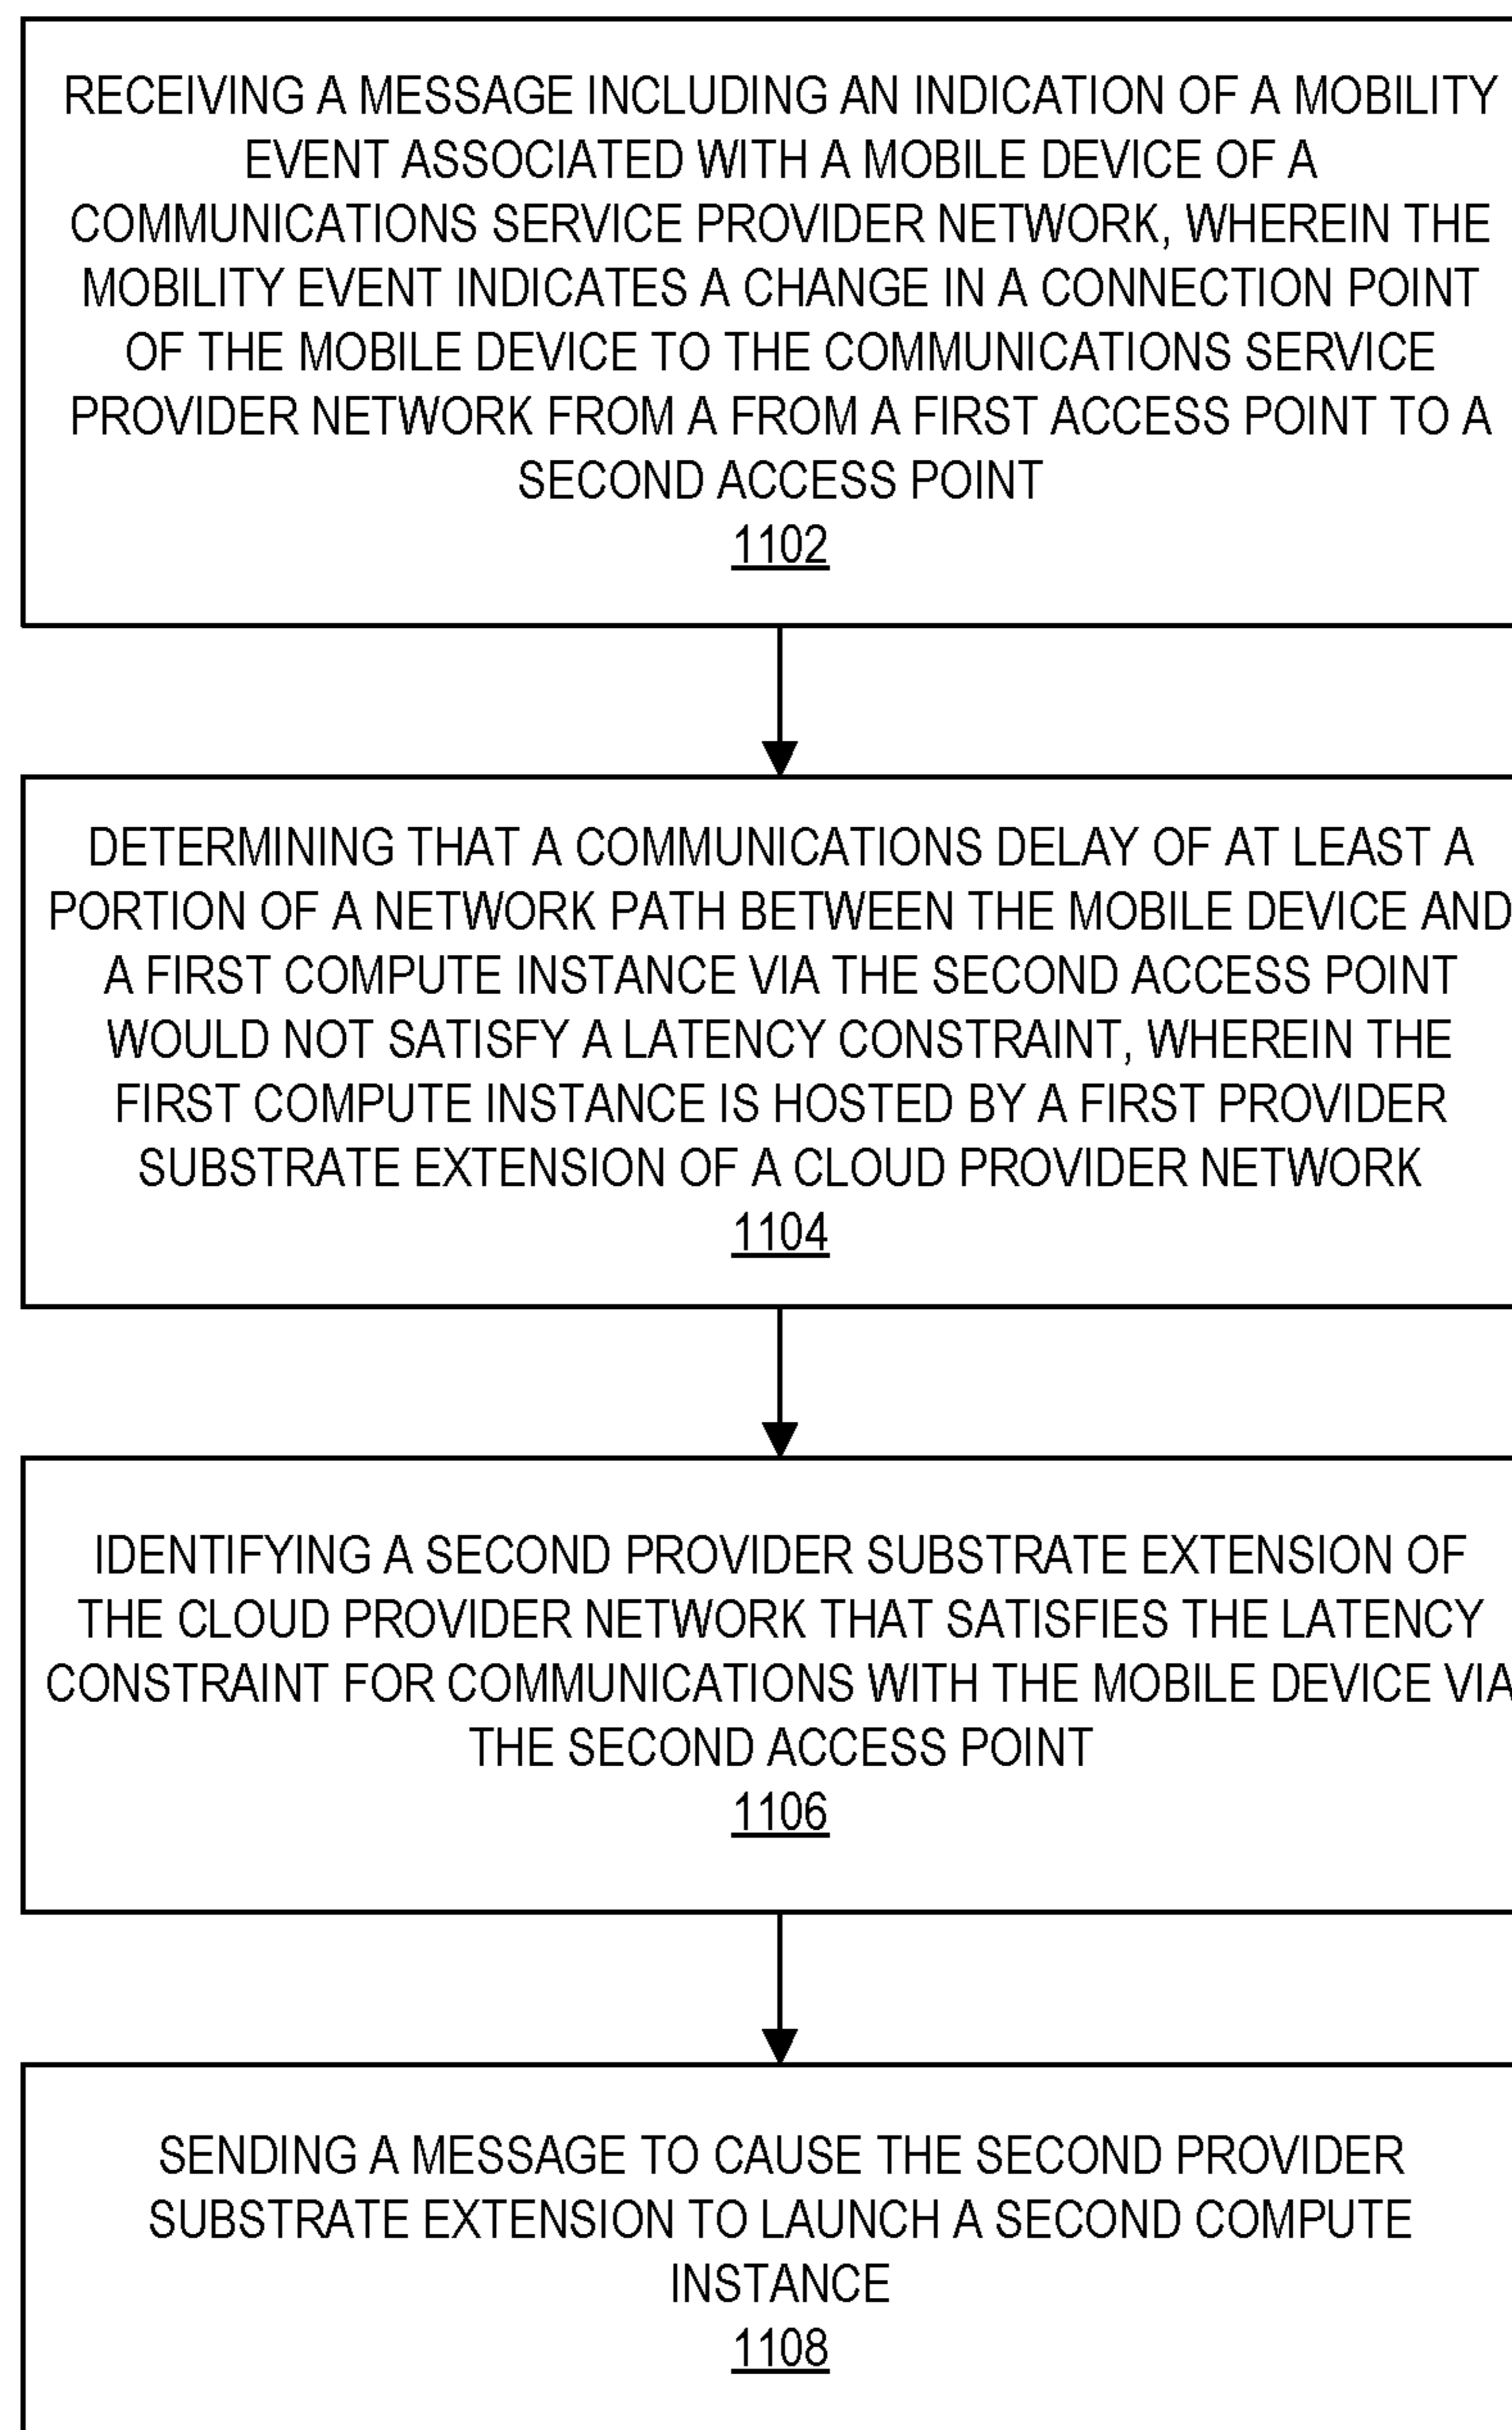 RECEIVING A MESSAGE INCLUDING AN INDICATION OF A MOBILITY
EVENT ASSOCIATED WITH A MOBILE DEVICE OF A
COMMUNICATIONS SERVICE PROVIDER NETWORK, WHEREIN THE
MOBILITY EVENT INDICATES A CHANGE IN A CONNECTION POINT
OF THE MOBILE DEVICE TO THE COMMUNICATIONS SERVICE
PROVIDER NETWORK FROM A FROM A FIRST ACCESS POINT TO A
SECOND ACCESS POINT
1102
DETERMINING THAT A COMMUNICATIONS DELAY OF AT LEAST A
PORTION OF A NETWORK PATH BETWEEN THE MOBILE DEVICE AND
A FIRST COMPUTE INSTANCE VIA THE SECOND ACCESS POINT
WOULD NOT SATISFY A LATENCY CONSTRAINT, WHEREIN THE
FIRST COMPUTE INSTANCE IS HOSTED BY A FIRST PROVIDER
SUBSTRATE EXTENSION OF A CLOUD PROVIDER NETWORK
1104
IDENTIFYING A SECOND PROVIDER SUBSTRATE EXTENSION OF
THE CLOUD PROVIDER NETWORK THAT SATISFIES THE LATENCY
CONSTRAINT FOR COMMUNICATIONS WITH THE MOBILE DEVICE VIA
THE SECOND ACCESS POINT
1106
SENDING A MESSAGE TO CAUSE THE SECOND PROVIDER
SUBSTRATE EXTENSION TO LAUNCH A SECOND COMPUTE
INSTANCE
1108